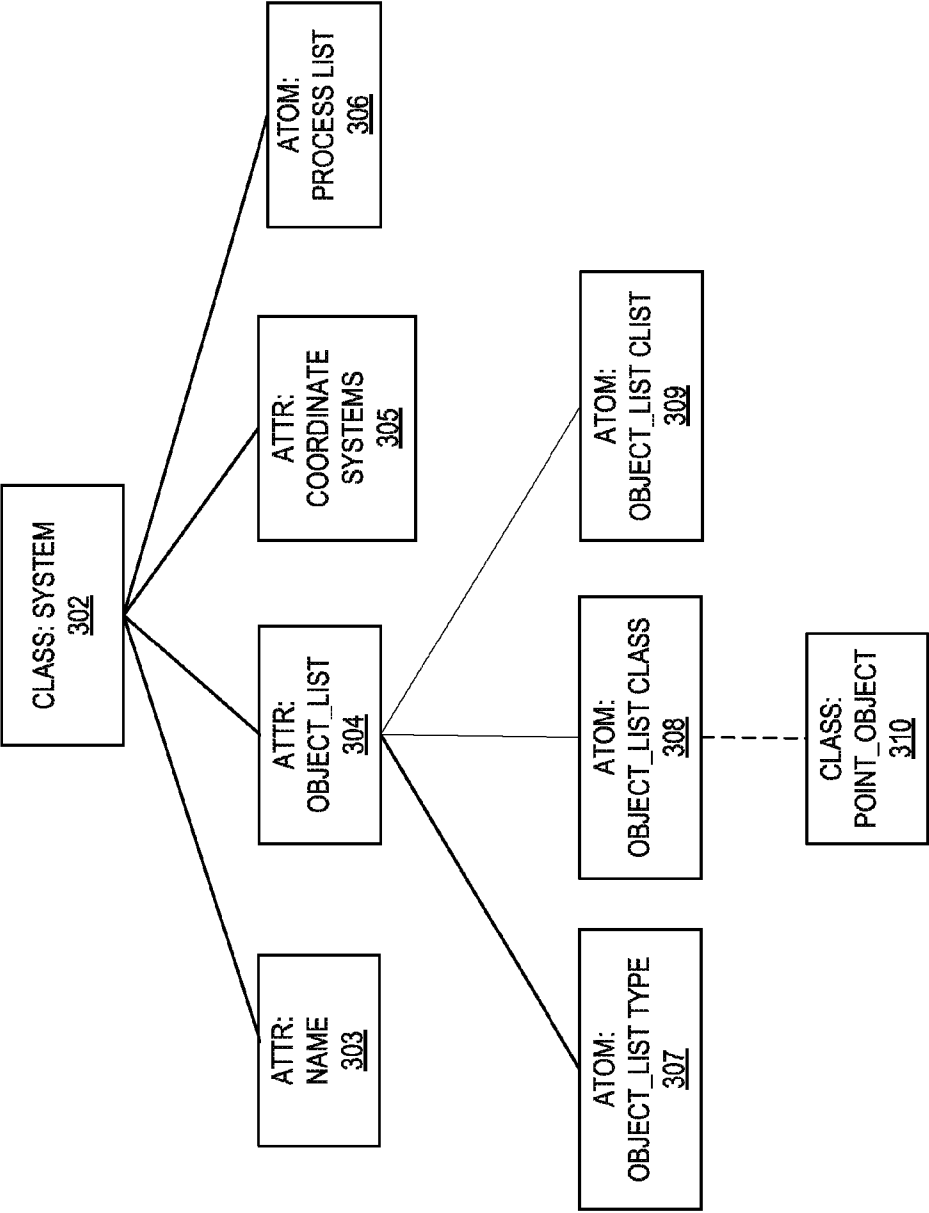 CLASS: SYSTEM
302
ATTR:
NAME
303
ATTR:
OBJECT_LIST
304
ATTR:
COORDINATE
SYSTEMS
305
ATOM:
PROCESS LIST
306
ATOM:
OBJECT_LIST TYPE
307
ATOM:
OBJECT_LIST CLASS
308
ATOM:
OBJECT_LIST CLIST
309
CLASS:
POINT_OBJECT
310